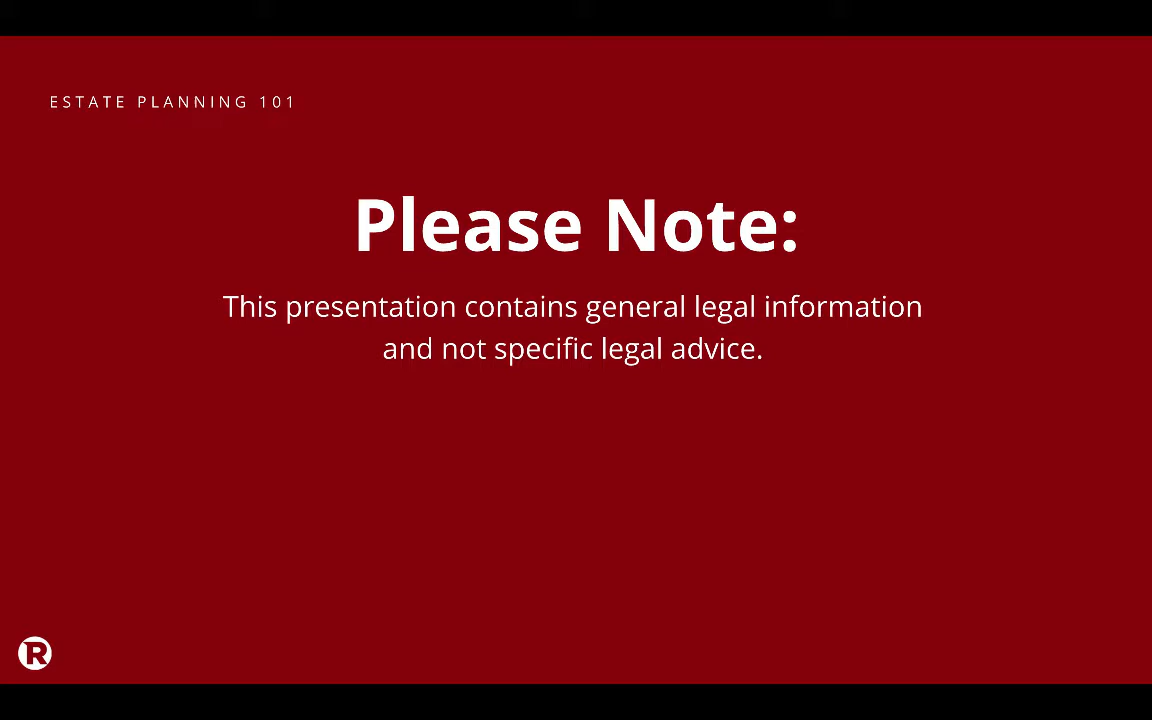 ESTATE PLANNING 101
Please Note:
This presentation contains general legal information
and not specific legal advice.
R